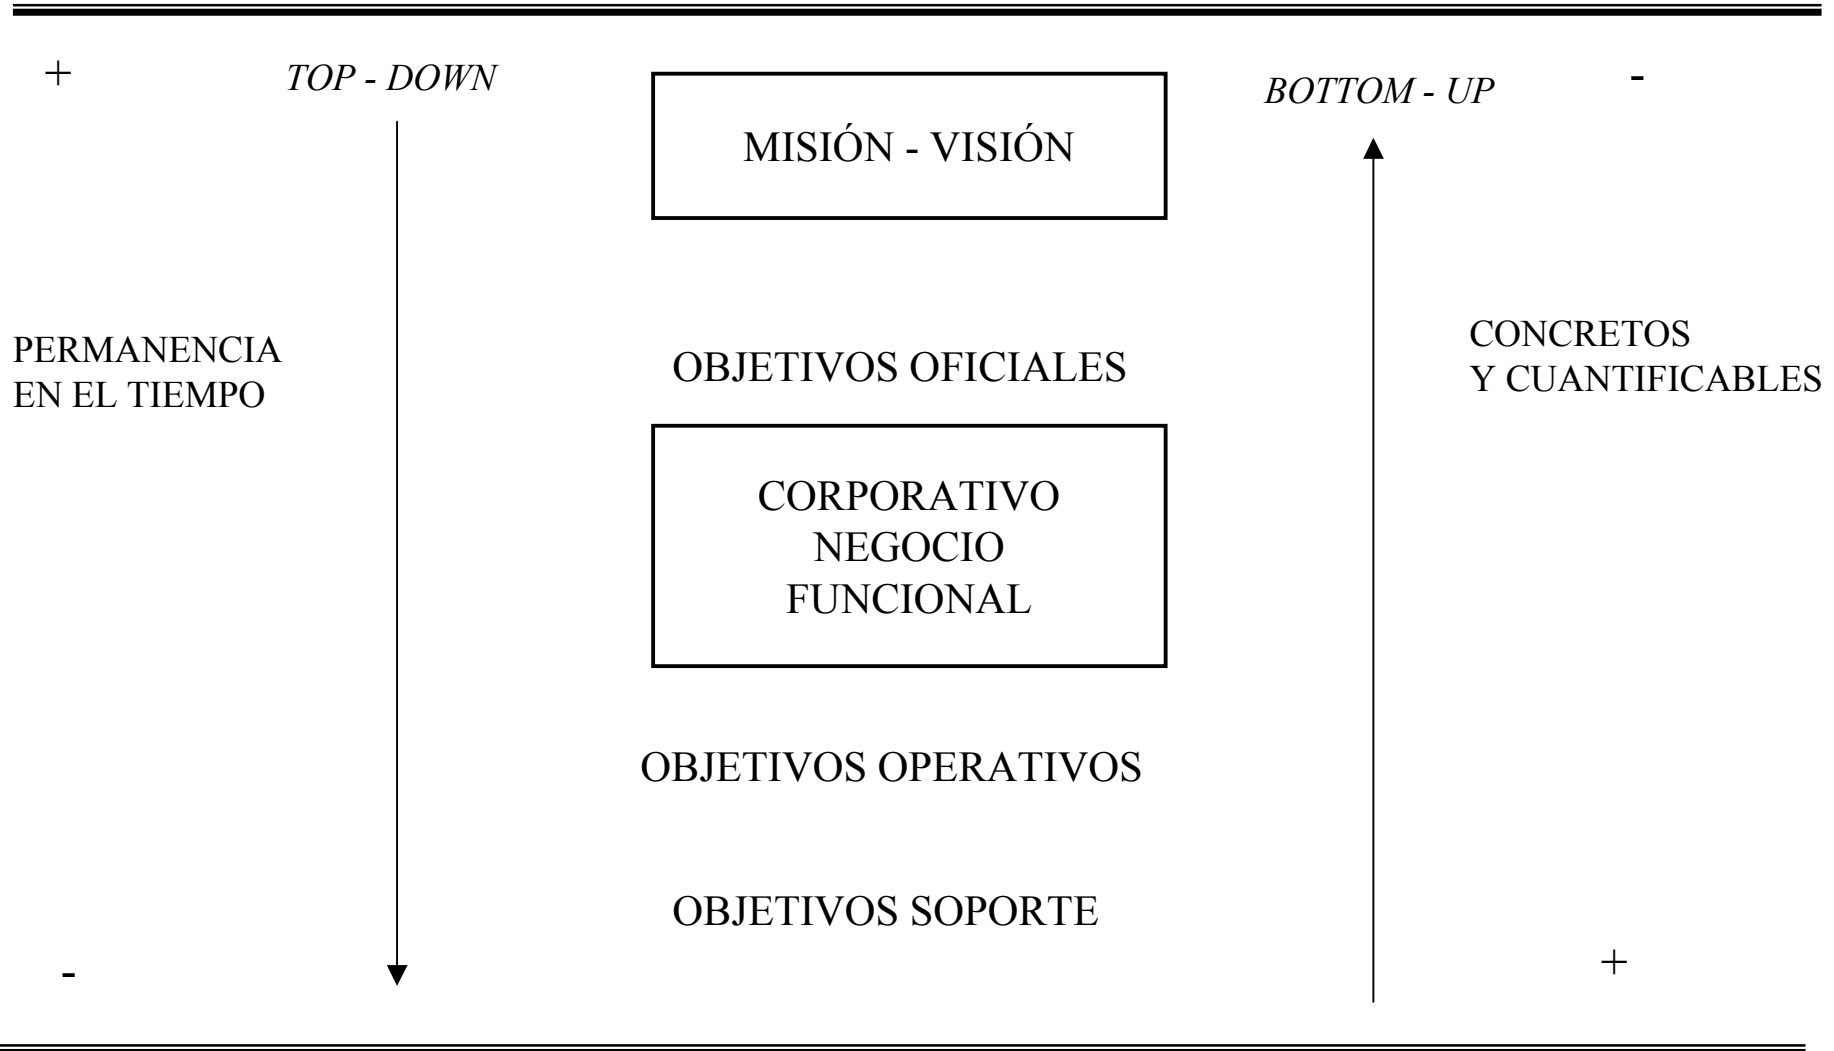 +
TOP - DOWN
MISIÓN - VISIÓN
BOTTOM - UP
-
PERMANENCIA
EN EL TIEMPO
OBJETIVOS OFICIALES
CONCRETOS
Y CUANTIFICABLES
CORPORATIVO
NEGOCIO
FUNCIONAL
OBJETIVOS OPERATIVOS
OBJETIVOS SOPORTE
-
+